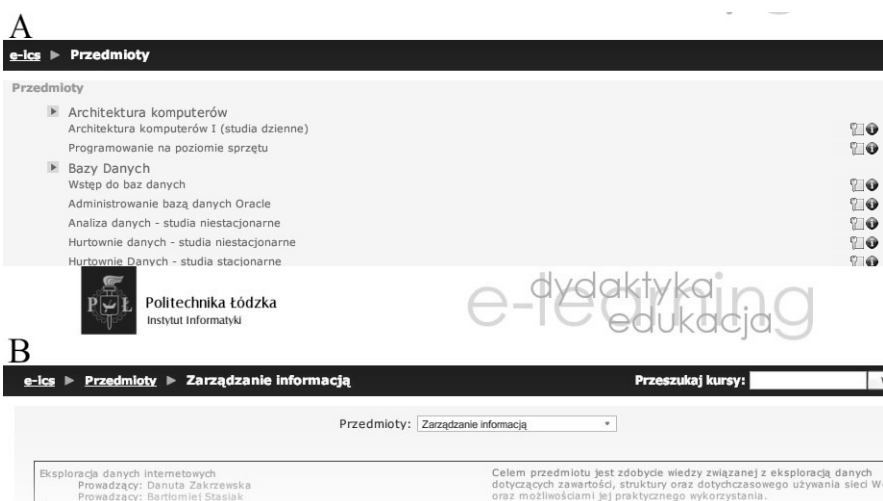 A
e-ics ▶ Przedmioty
Przedmioty
Architektura komputerów
Architektura komputerów I (studia dzienne)
Programowanie na poziomie sprzętu
Bazy Danych
Wstęp do baz danych
Administrowanie bazą danych Oracle
Analiza danych - studia niestacjonarne
Hurtownie danych - studia niestacjonarne
Hurtownie Danych - studia stacjonarne
P Ł
Politechnika Łódzka
Instytut Informatyki
dydaktyka
e-learning
edukacja
B
e-ics ▶ Przedmioty ▶ Zarządzanie informacją Przeszukaj kursy:
Przedmioty: Zarządzanie informacją
Eksploracja danych internetowych
Prowadzący: Danuta Zakrzewska
Prowadzący: Bartłomiej Stasiak
Celem przedmiotu jest zdobycie wiedzy związanej z eksploracją danych
dotyczących zawartości, struktury oraz dotychczasowego używania sieci
oraz możliwościami jej praktycznego wykorzystania.